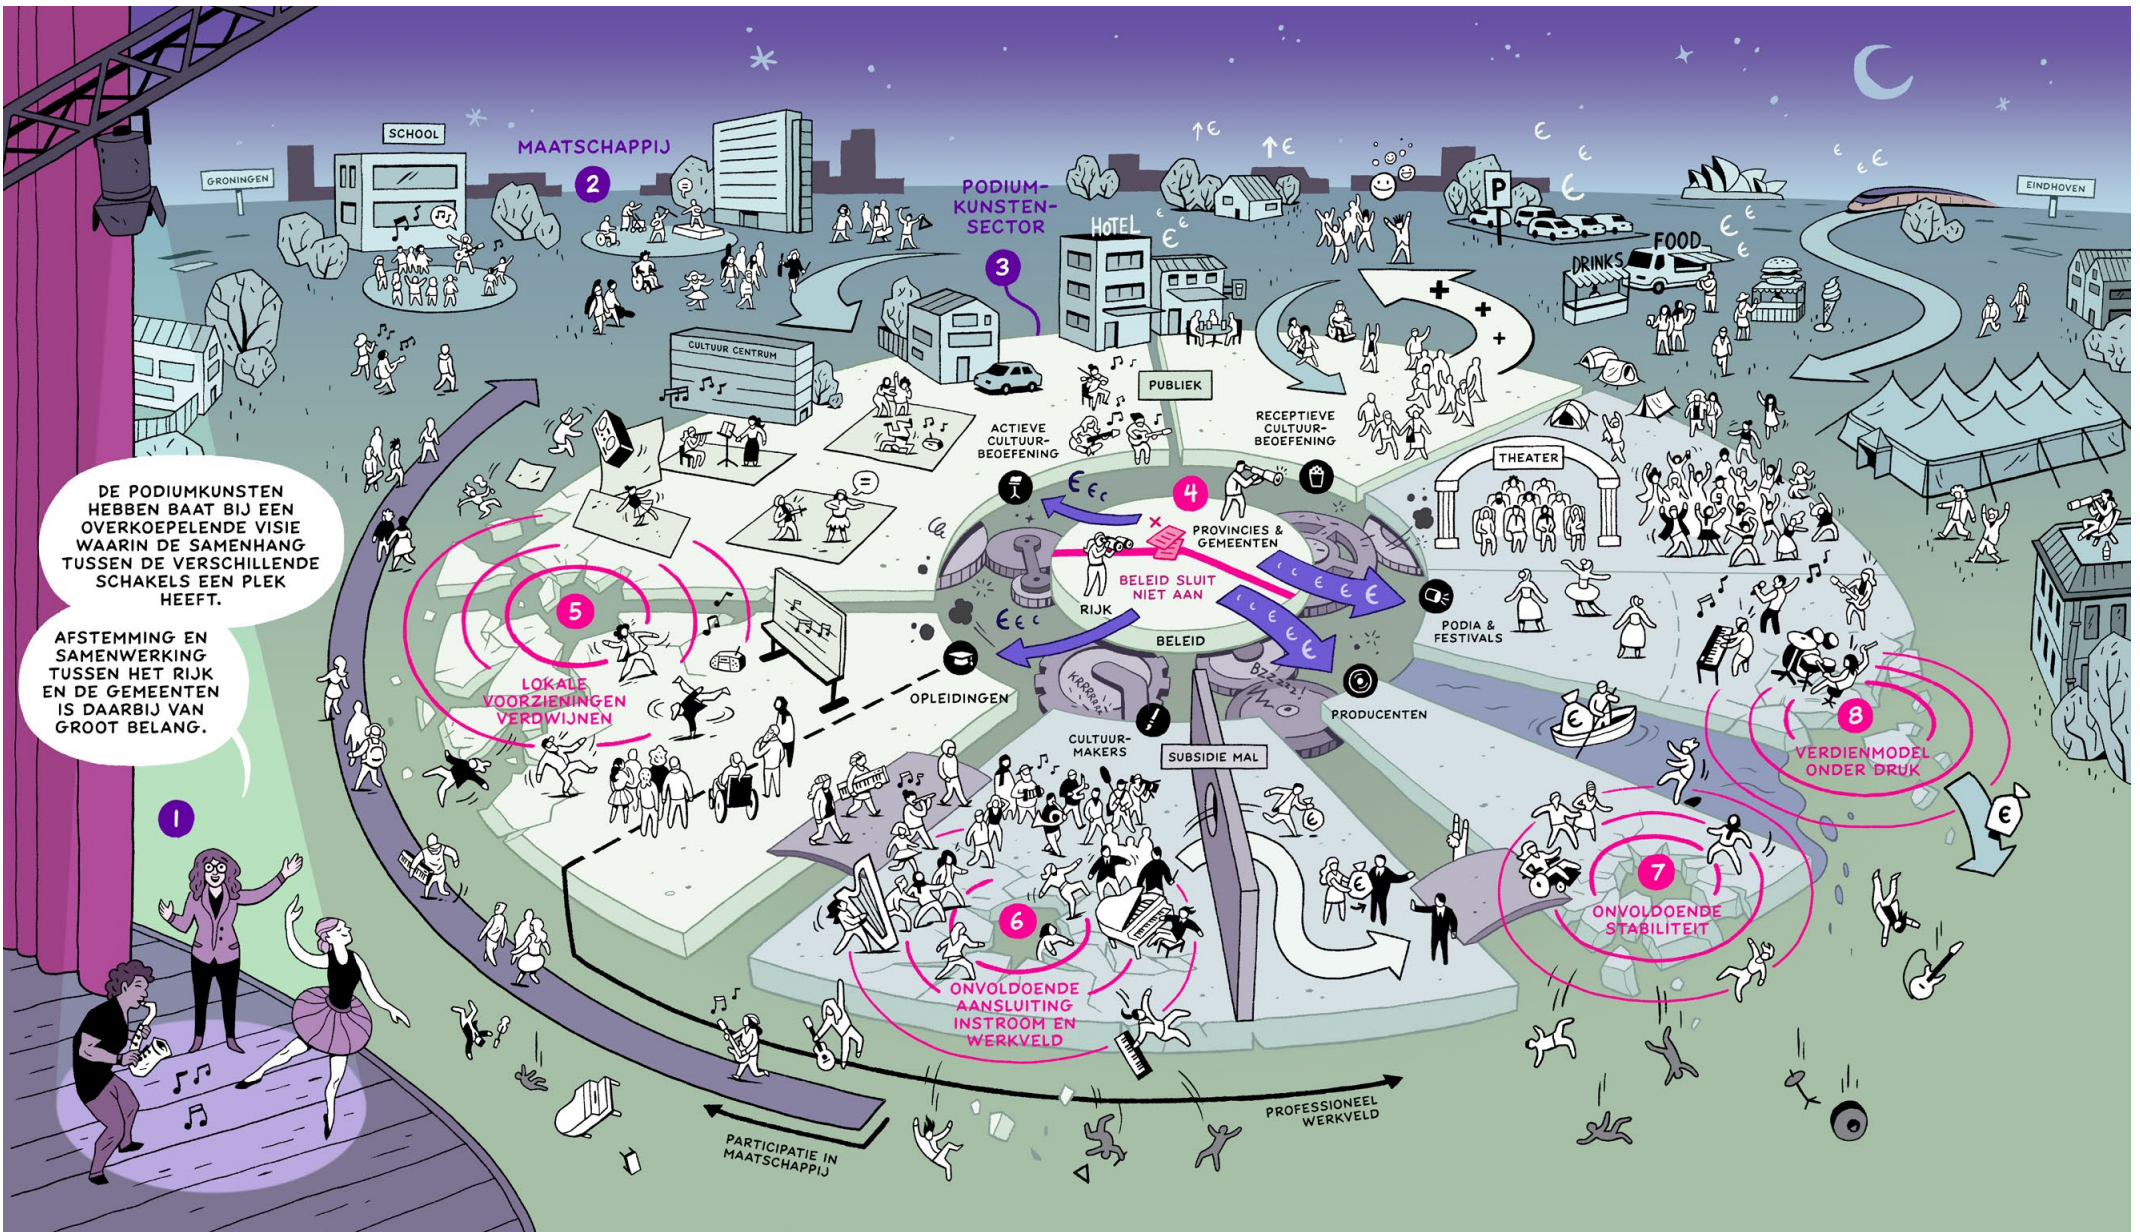 GRONINGEN
SCHOOL
MAATSCHAPPIJ
2
PODIUM-
KUNSTEN-
SECTOR
3
HOTEL
P
DRINKS
FOOD
EINDHOVEN
CULTUUR CENTRUM
PUBLIEK
ACTIEVE
CULTUUR-
BEOEFENING
RECEPTIEVE
CULTUUR-
BEOEFENING
THEATER
DE PODIUMKUNSTEN
HEBBEN BAAT BIJ EEN
OVERKOEPELENDE VISIE
WAARIN DE SAMENHANG
TUSSEN DE VERSCHILLENDE
SCHAKELS EEN PLEK
HEEFT.
AFSTEMMING EN
SAMENWERKING
TUSSEN HET RIJK
EN DE GEMEENTEN
IS DAARBIJ VAN
GROOT BELANG.
1
4
PROVINCIES &
GEMEENTEN
BELEID SLUIT
NIET AAN
RIJK
BELEID
PODIA &
FESTIVALS
PRODUCENTEN
OPLEIDINGEN
KRRRRRR
BZZZZZZ!
5
LOKALE
VOORZIENINGEN
VERDWIJNEN
CULTUUR-
MAKERS
SUBSIDIE MAL
8
VERDIENMODEL
ONDER DRUK
7
ONVOLDOENDE
STABILITEIT
6
ONVOLDOENDE
AANSLUITING
INSTROOM EN
WERKVELD
PROFESSIONEEL
WERKVELD
PARTICIPATIE IN
MAATSCHAPPIJ